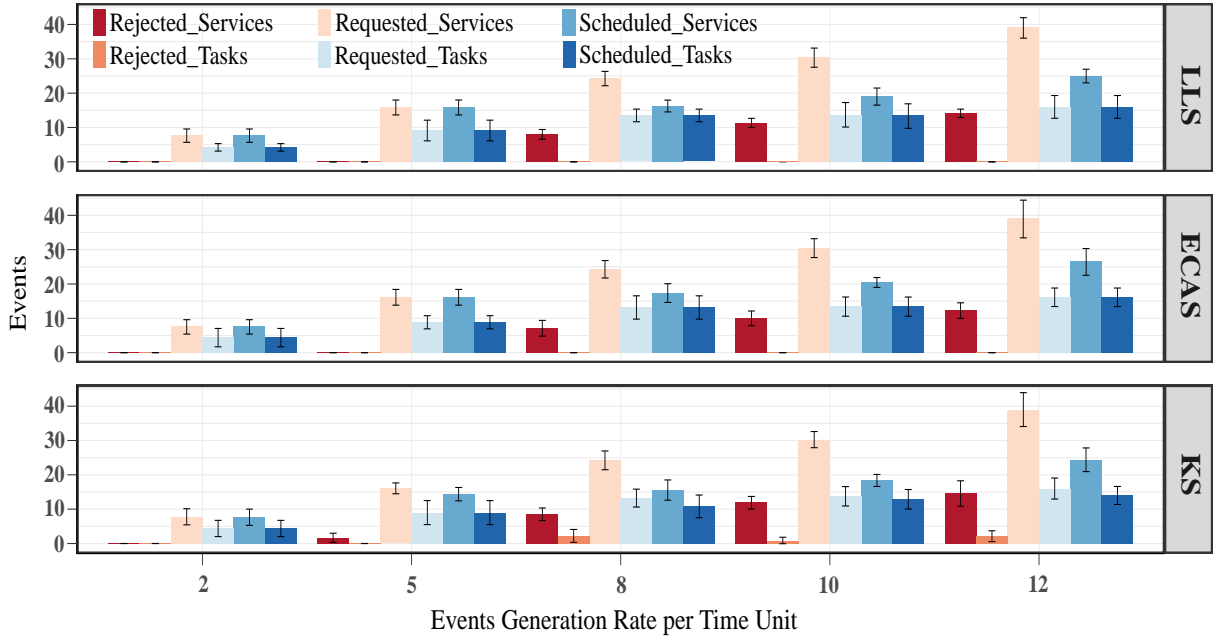 Rejected_Services Requested_Services Scheduled_Services
Rejected_Tasks Requested_Tasks Scheduled_Tasks
40
30
20
10
0
LLS
40
30
20
10
0
ECAS
40
30
20
10
0
KS
Events
2 5 8 10 12
Events Generation Rate per Time Unit